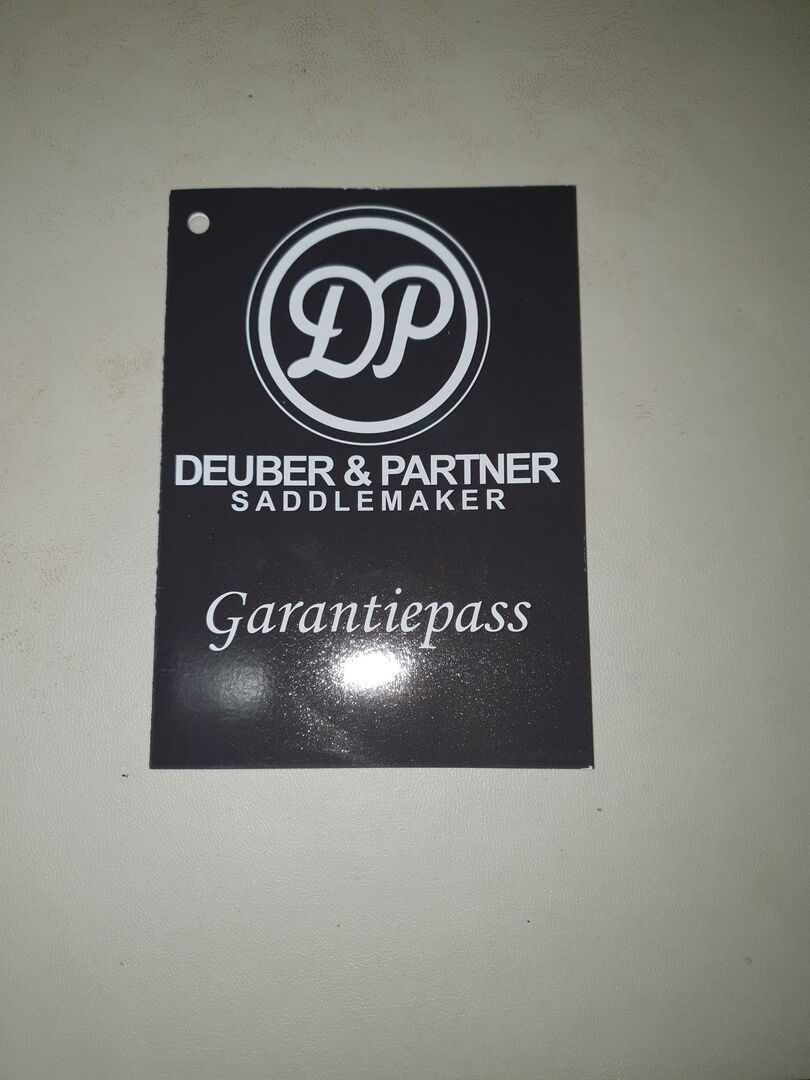 DP
DEUBER & PARTNER
SADDLEMAKER
Garantiepass